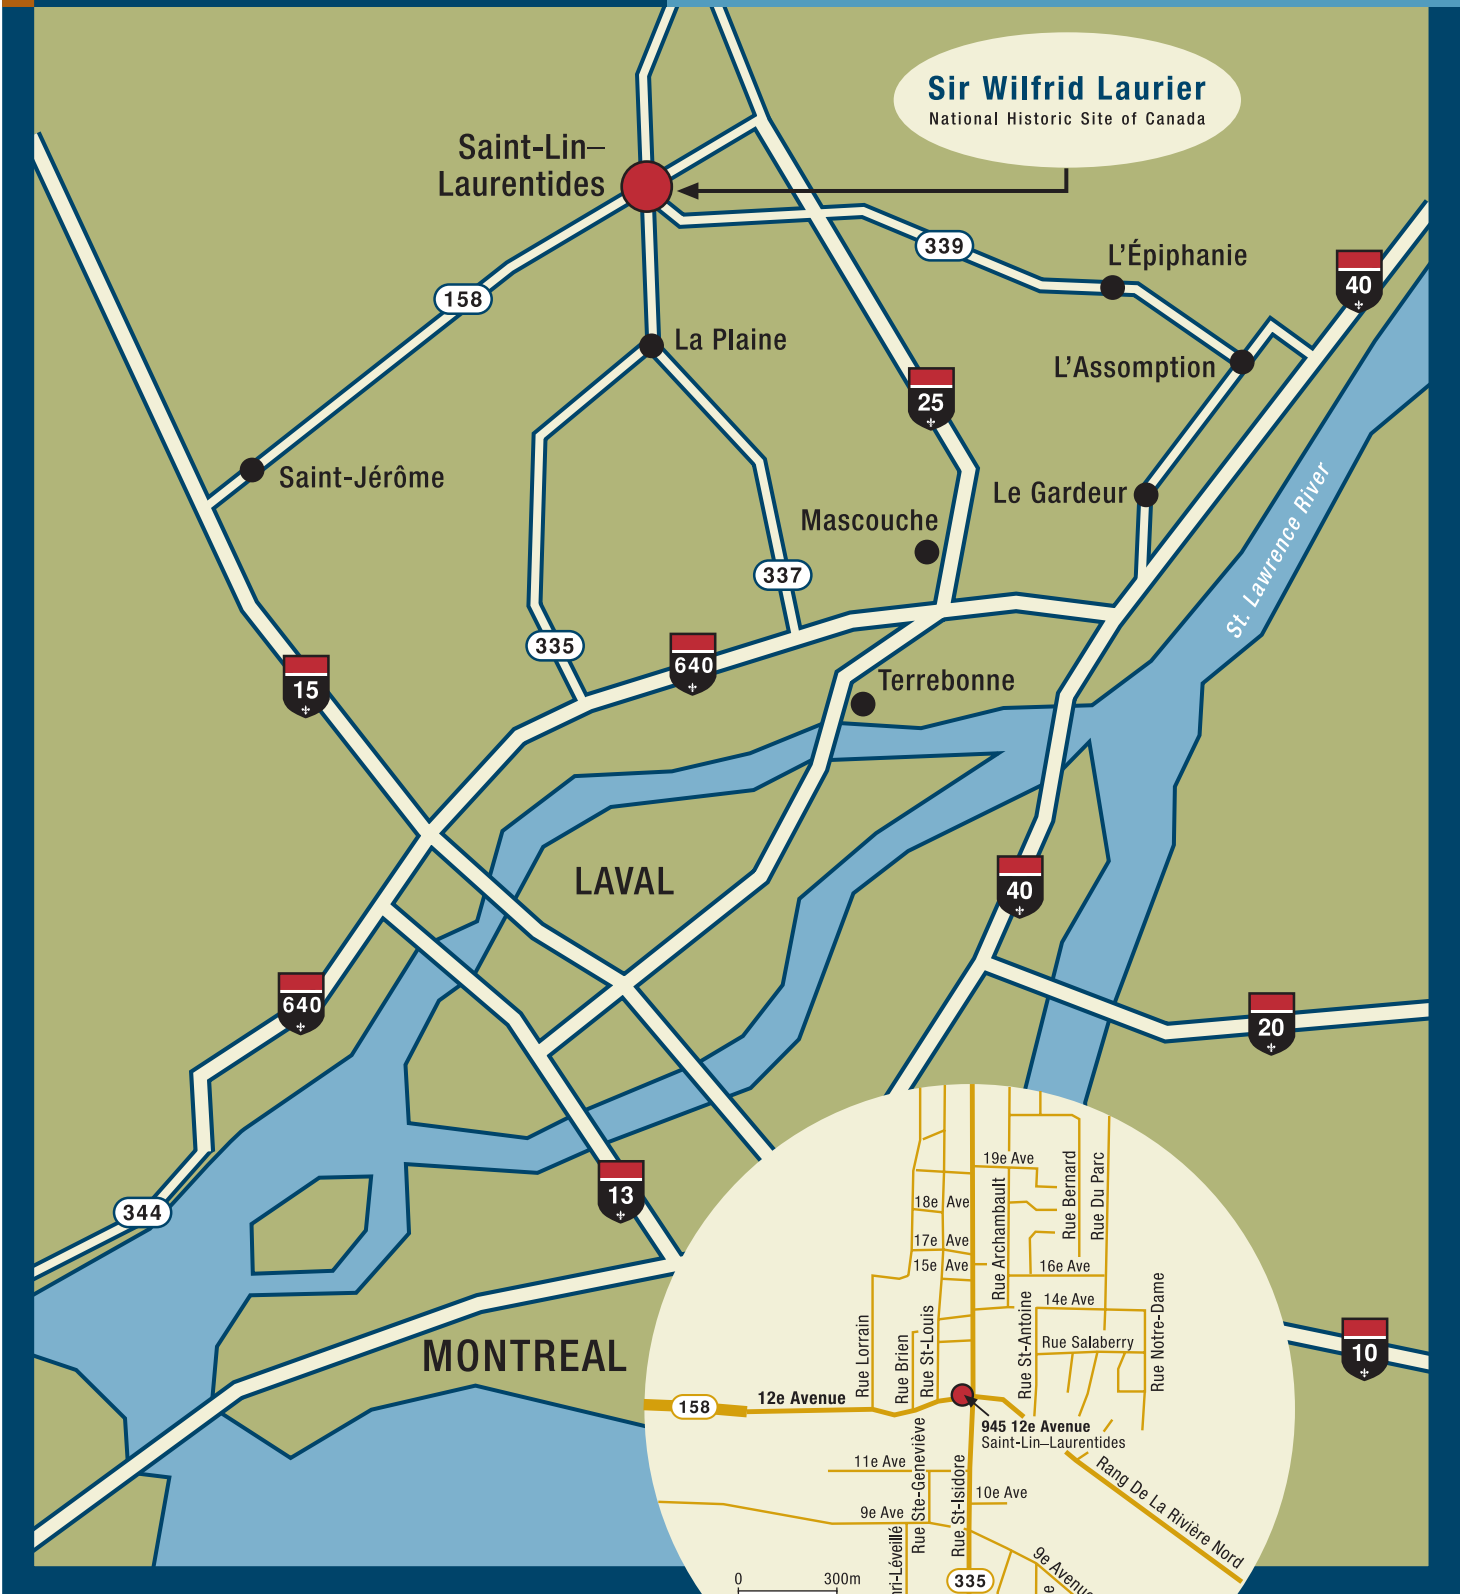 Sir Wilfrid Laurier
National Historic Site of Canada
Saint-Lin–
Laurentides
339
L'Épiphanie
40
158
La Plaine
L'Assomption
25
Saint-Jérôme
Le Gardeur
Mascouche
St. Lawrence River
337
335
640
15
Terrebonne
LAVAL
40
640
20
13
344
10
MONTREAL
19e Ave
Rue Bernard
Rue Du Parc
Rue Archambault
18e Ave
17e Ave
15e Ave
16e Ave
14e Ave
Rue Notre-Dame
Rue St-Antoine
Rue Salaberry
Rue Lorrain
Rue Brien
Rue St-Louis
158
12e Avenue
945 12e Avenue
Saint-Lin–Laurentides
11e Ave
Rue Ste-Geneviève
Rue St-Isidore
10e Ave
Rang De La Rivière Nord
9e Ave
9e Avenue
ri-Léveillé
335
e
0 300m